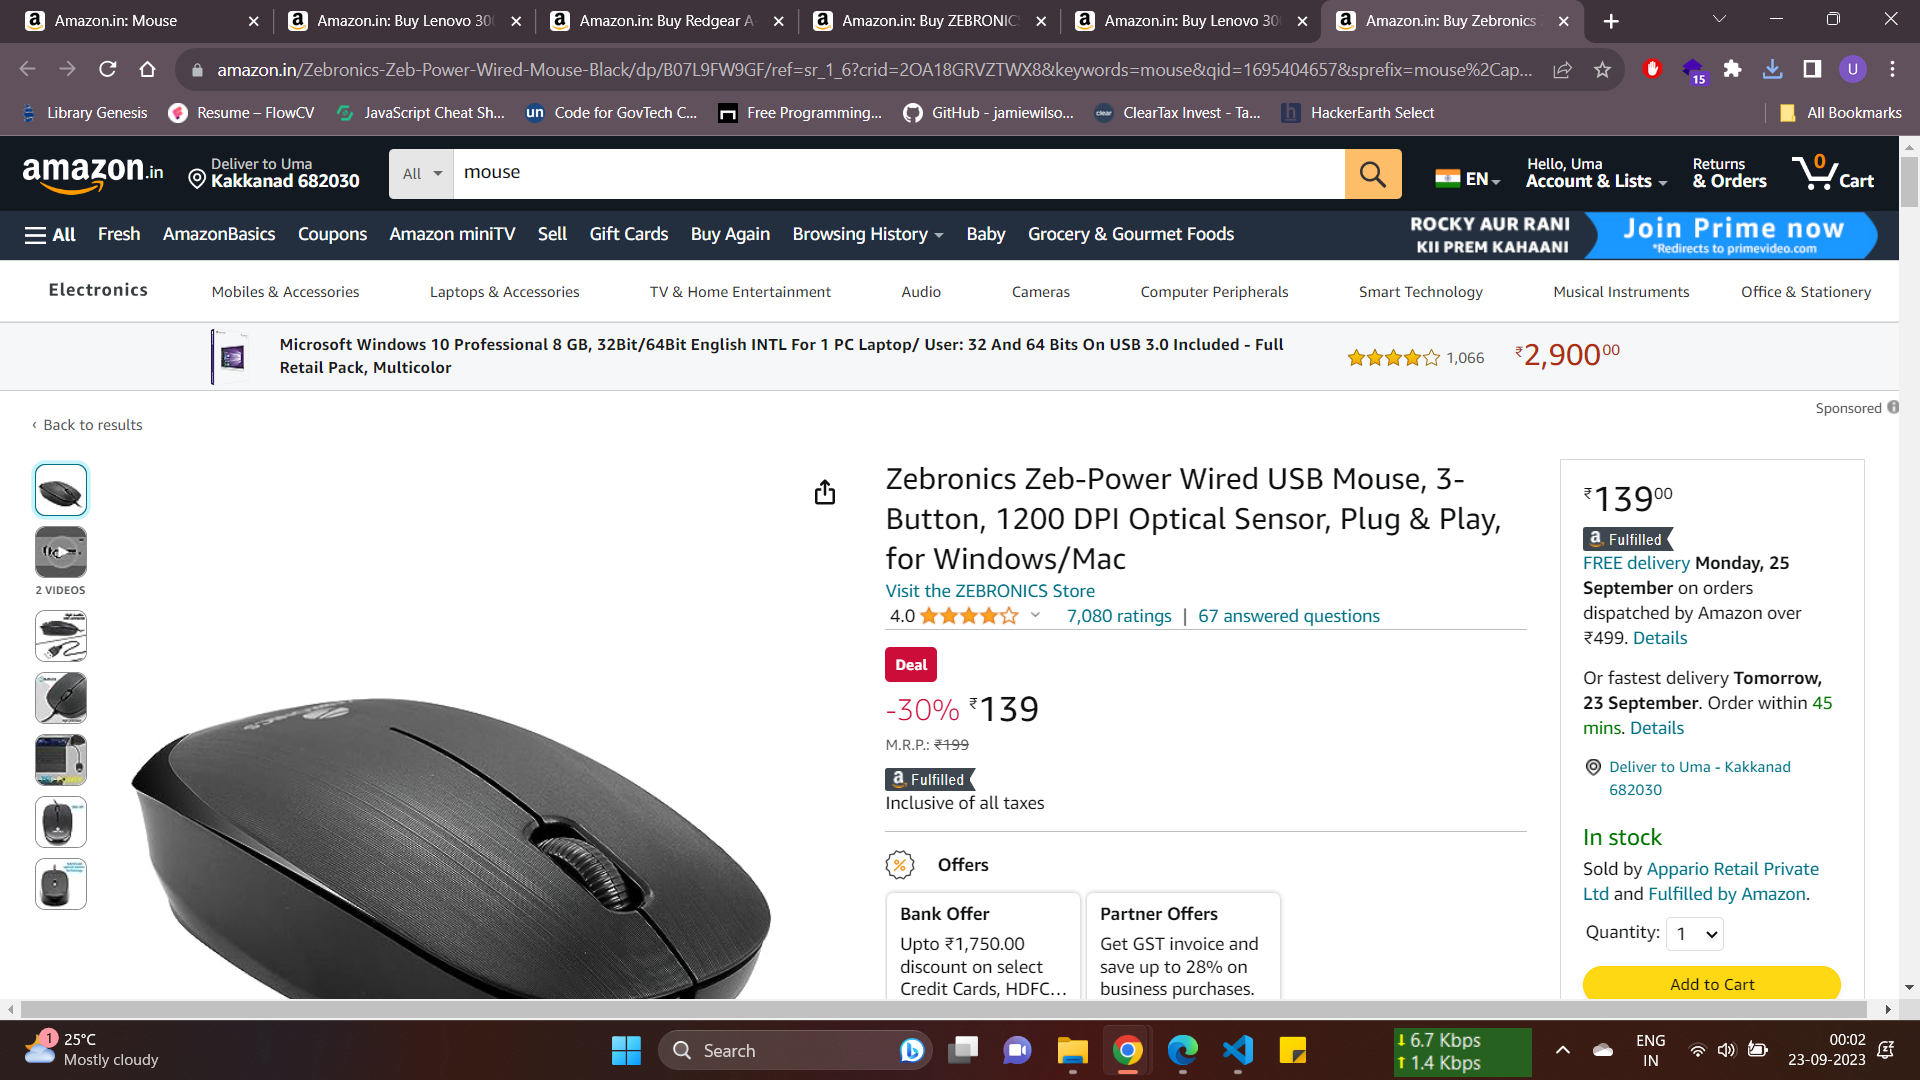 Amazon.in: Mouse
Amazon.in: Buy Lenovo 300
Amazon.in: Buy Redgear A-
Amazon.in: Buy ZEBRONICS
Amazon.in: Buy Lenovo 300
Amazon.in: Buy Zebronics
amazon.in/Zebronics-Zeb-Power-Wired-Mouse-Black/dp/B07L9FW9GF/ref=sr_1_6?crid=2OA18GRVZTWX8&keywords=mouse&qid=1695404657&sprefix=mouse%2Cap...
15
U
Library Genesis
Resume – FlowCV
JavaScript Cheat Sh...
un Code for GovTech C...
Free Programming...
GitHub - jamiewilso...
clear ClearTax Invest - Ta...
h HackerEarth Select
All Bookmarks
amazon.in
Deliver to Uma
Kakkanad 682030
All
mouse
EN
Hello, Uma
Account & Lists
Returns
& Orders
0
Cart
All
Fresh
AmazonBasics
Coupons
Amazon miniTV
Sell
Gift Cards
Buy Again
Browsing History
Baby
Grocery & Gourmet Foods
ROCKY AUR RANI
KII PREM KAHAANI
Join Prime now
*Redirects to primevideo.com
Electronics
Mobiles & Accessories
Laptops & Accessories
TV & Home Entertainment
Audio
Cameras
Computer Peripherals
Smart Technology
Musical Instruments
Office & Stationery
Microsoft Windows 10 Professional 8 GB, 32Bit/64Bit English INTL For 1 PC Laptop/ User: 32 And 64 Bits On USB 3.0 Included - Full
Retail Pack, Multicolor
1,066
₹2,90000
Sponsored
‹ Back to results
2 VIDEOS
Zebronics Zeb-Power Wired USB Mouse, 3-
Button, 1200 DPI Optical Sensor, Plug & Play,
for Windows/Mac
Visit the ZEBRONICS Store
4.0
7,080 ratings | 67 answered questions
Deal
-30% ₹139
M.R.P.: ₹199
a Fulfilled
Inclusive of all taxes
% Offers
Bank Offer
Upto ₹1,750.00
discount on select
Credit Cards, HDFC...
Partner Offers
Get GST invoice and
save up to 28% on
business purchases.
₹13900
a Fulfilled
FREE delivery Monday, 25
September on orders
dispatched by Amazon over
₹499. Details
Or fastest delivery Tomorrow,
23 September. Order within 45
mins. Details
Deliver to Uma - Kakkanad
682030
In stock
Sold by Appario Retail Private
Ltd and Fulfilled by Amazon.
Quantity: 1
Add to Cart
1
25°C
Mostly cloudy
Search
6.7 Kbps
1.4 Kbps
ENG
IN
00:02
23-09-2023